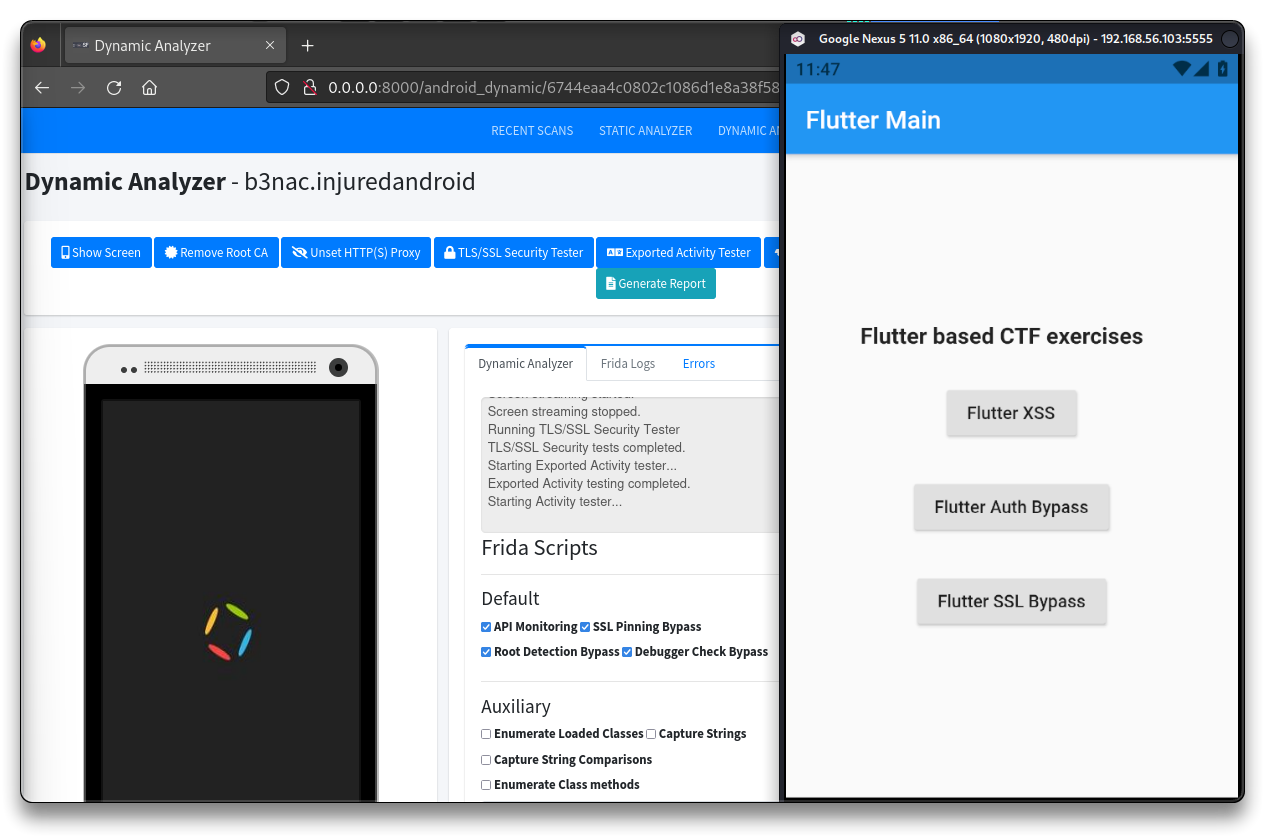 Dynamic Analyzer
Google Nexus 5 11.0 x86_64 (1080x1920, 480dpi) - 192.168.56.103:5555
0.0.0.0:8000/android_dynamic/6744eaa4c0802c1086d1e8a38f58
11:47
Flutter Main
RECENT SCANS STATIC ANALYZER DYNAMIC AN
Dynamic Analyzer - b3nac.injuredandroid
Show Screen Remove Root CA Unset HTTP(S) Proxy TLS/SSL Security Tester Exported Activity Tester
Generate Report
Dynamic Analyzer Frida Logs Errors
Screen streaming started.
Screen streaming stopped.
Running TLS/SSL Security Tester
TLS/SSL Security tests completed.
Starting Exported Activity tester...
Exported Activity testing completed.
Starting Activity tester...
Frida Scripts
Default
API Monitoring SSL Pinning Bypass
Root Detection Bypass Debugger Check Bypass
Auxiliary
Enumerate Loaded Classes Capture Strings
Capture String Comparisons
Enumerate Class methods
Flutter based CTF exercises
Flutter XSS
Flutter Auth Bypass
Flutter SSL Bypass